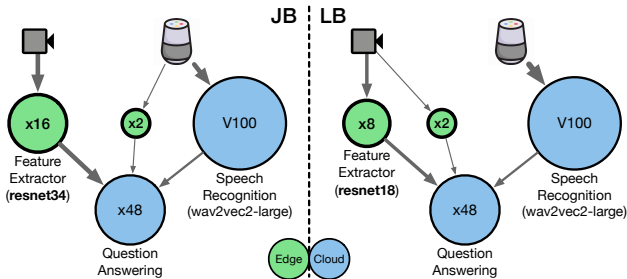 JB
LB
x16
x2
V100
Feature
Extractor
(resnet34)
Speech
Recognition
(wav2vec2-large)
x48
Question
Answering
x8
x2
V100
Feature
Extractor
(resnet18)
Speech
Recognition
(wav2vec2-large)
x48
Question
Answering
Edge
Cloud